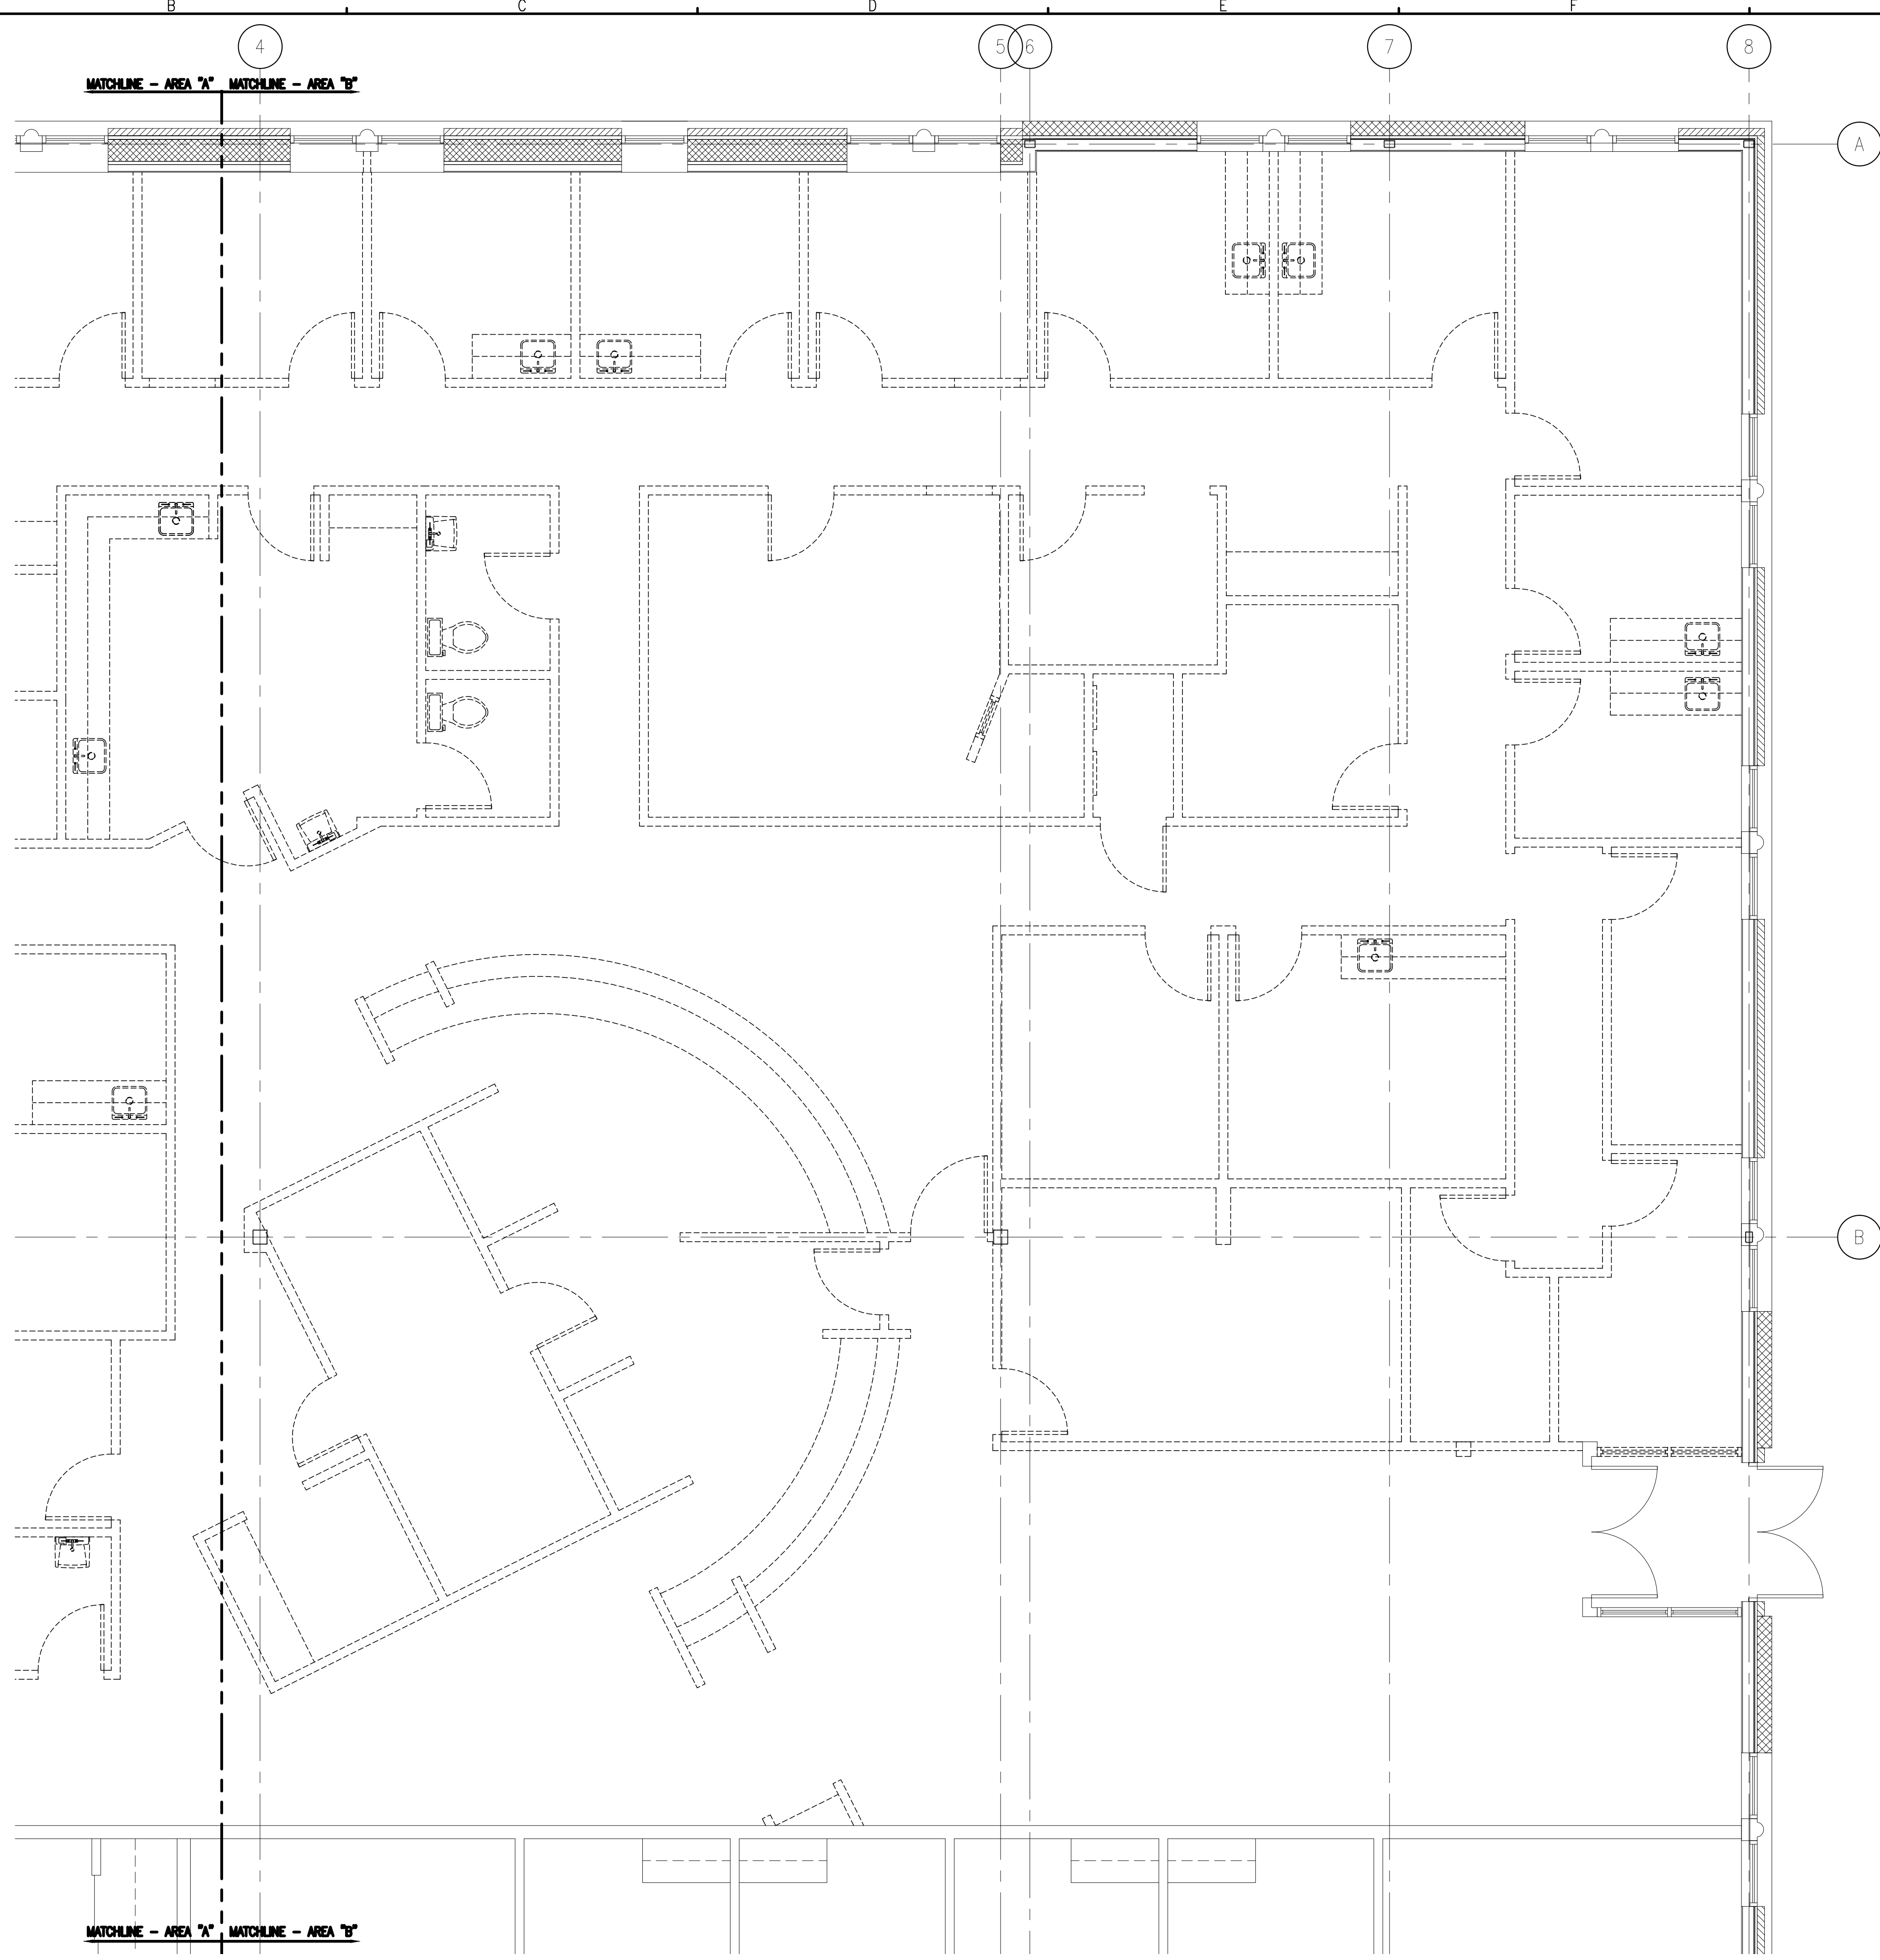 B C D E F
4 5 6 7 8
MATCHLINE - AREA "A" MATCHLINE - AREA "B"
A
B
MATCHLINE - AREA "A" MATCHLINE - AREA "B"